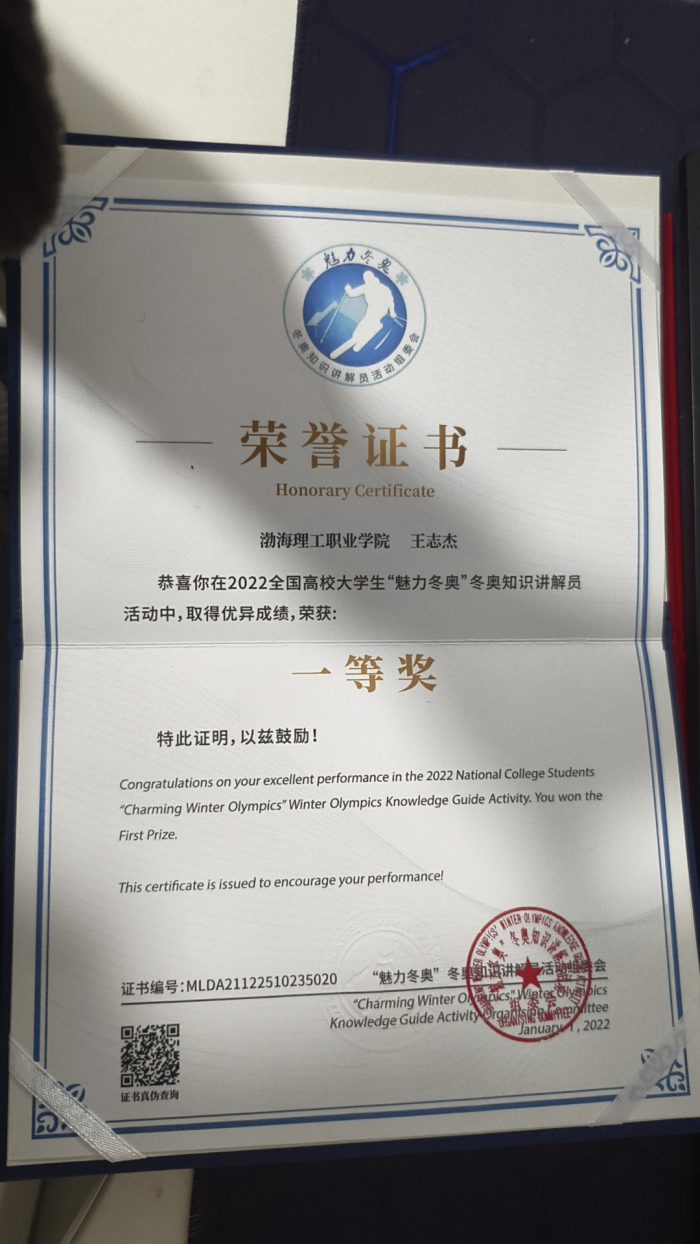 魅力冬奥
冬奥知识讲解员活动组委会
荣誉证书
Honorary Certificate
渤海理工职业学院 王志杰
恭喜你在2022全国高校大学生“魅力冬奥”冬奥知识讲解员
活动中，取得优异成绩，荣获：
一等奖
特此证明，以兹鼓励！
Congratulations on your excellent performance in the 2022 National College Students
“Charming Winter Olympics” Winter Olympics Knowledge Guide Activity. You won the
First Prize.
This certificate is issued to encourage your performance!
证书编号：MLDA21122510235020
“魅力冬奥”冬奥知识讲解员活动组委会
“Charming Winter Olympics” Winter Olympics
Knowledge Guide Activity Organising Committee
January 1, 2022
证书真伪查询